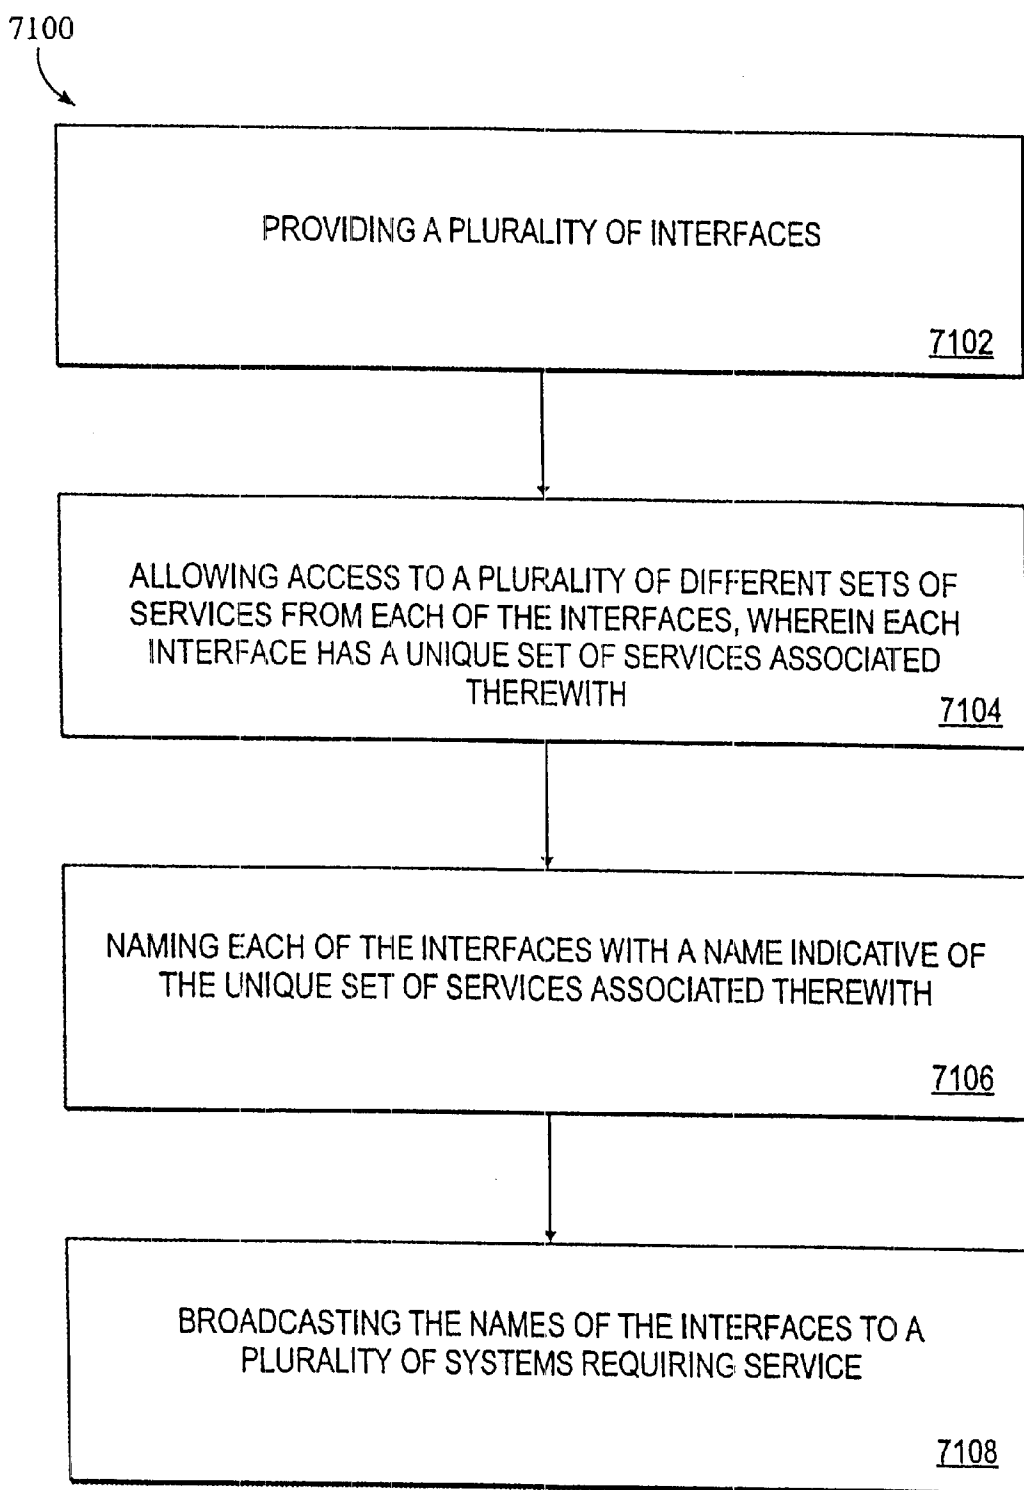 7100
PROVIDING A PLURALITY OF INTERFACES
7102
ALLOWING ACCESS TO A PLURALITY OF DIFFERENT SETS OF
SERVICES FROM EACH OF THE INTERFACES, WHEREIN EACH
INTERFACE HAS A UNIQUE SET OF SERVICES ASSOCIATED
THEREWITH
7104
NAMING EACH OF THE INTERFACES WITH A NAME INDICATIVE OF
THE UNIQUE SET OF SERVICES ASSOCIATED THEREWITH
7106
BROADCASTING THE NAMES OF THE INTERFACES TO A
PLURALITY OF SYSTEMS REQUIRING SERVICE
7108